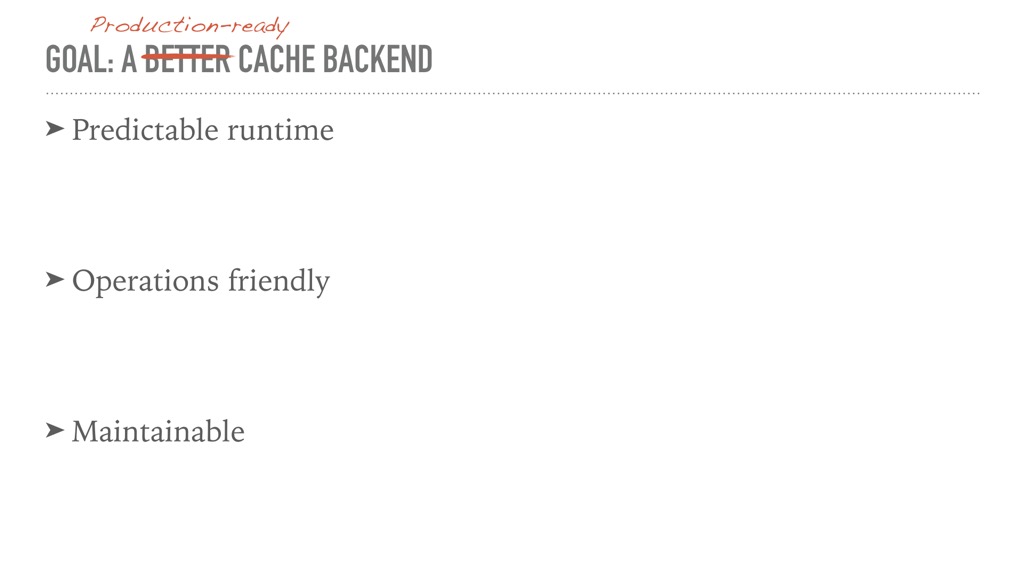 Production-ready
GOAL: A BETTER CACHE BACKEND
➤ Predictable runtime
➤ Operations friendly
➤ Maintainable